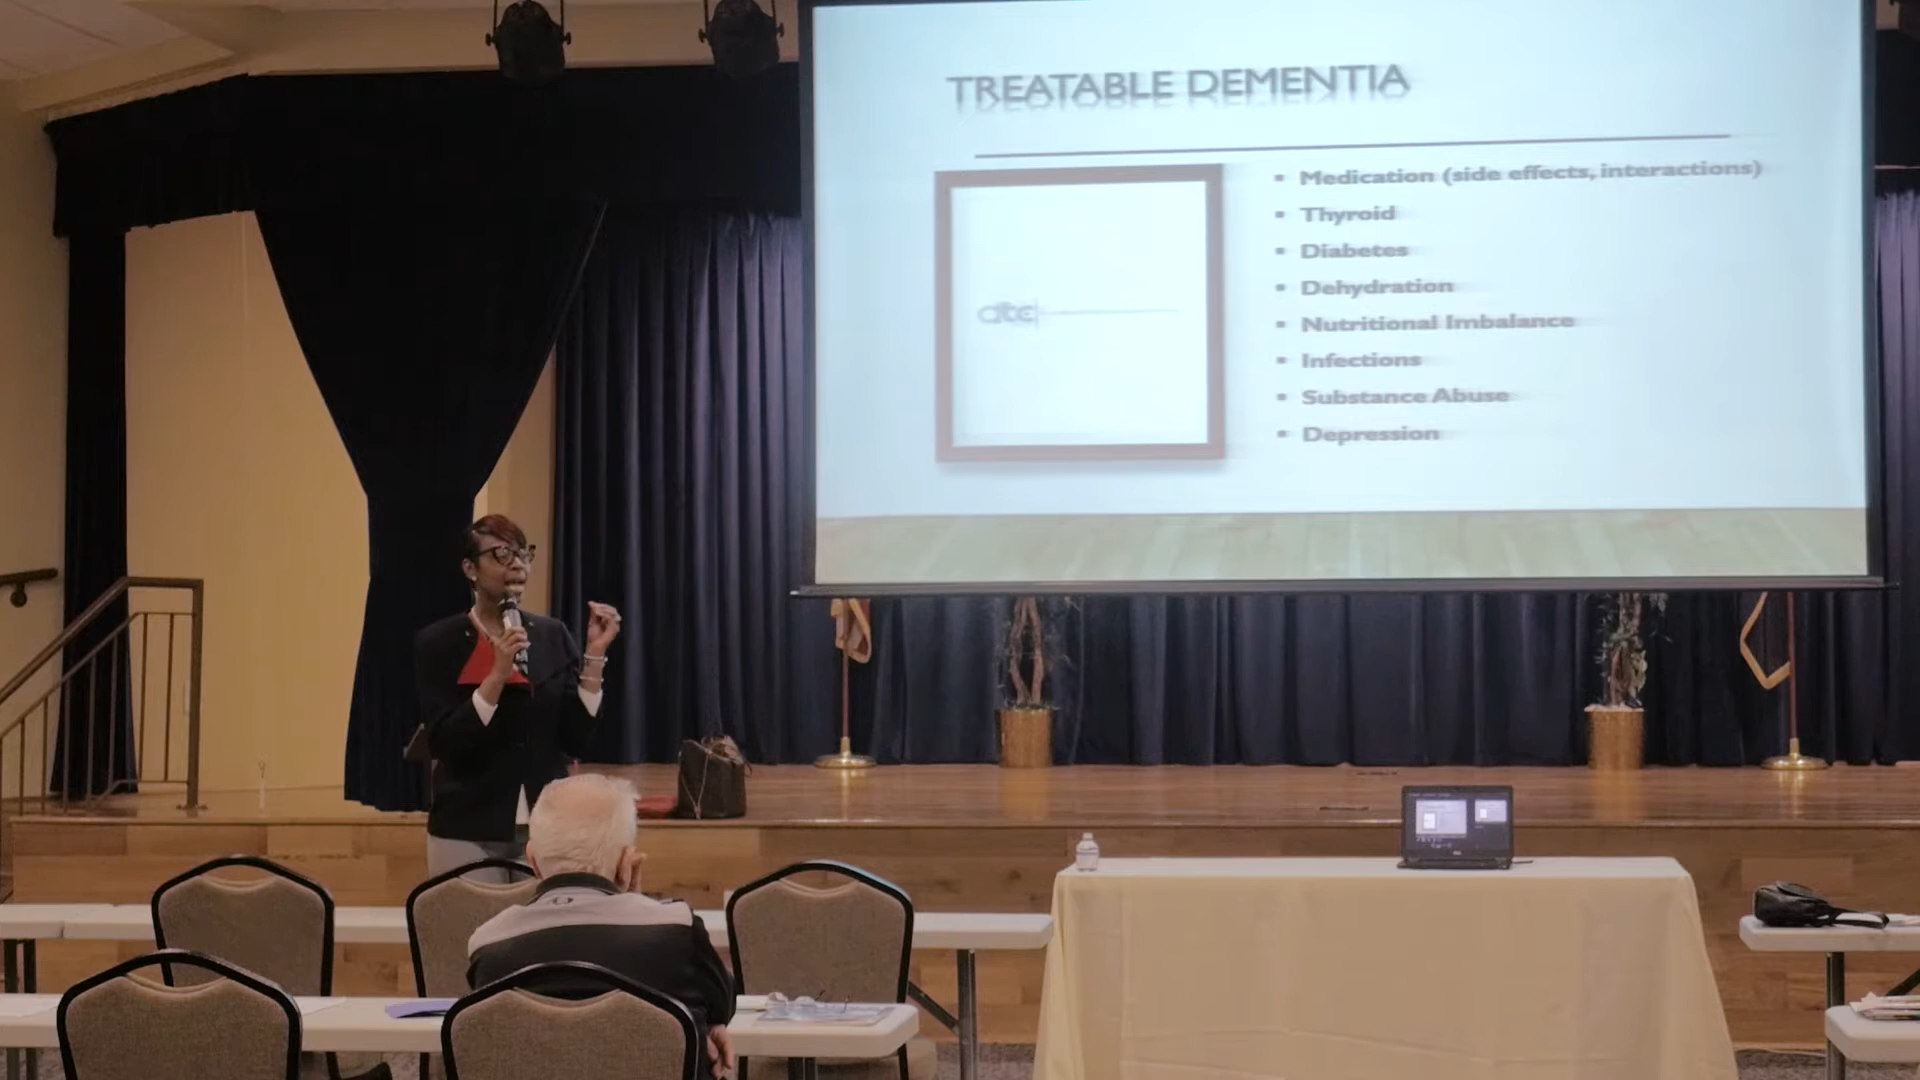 TREATABLE DEMENTIA
▪ Medication (side effects, interactions)
▪ Thyroid
▪ Diabetes
▪ Dehydration
▪ Nutritional Imbalance
▪ Infections
▪ Substance Abuse
▪ Depression